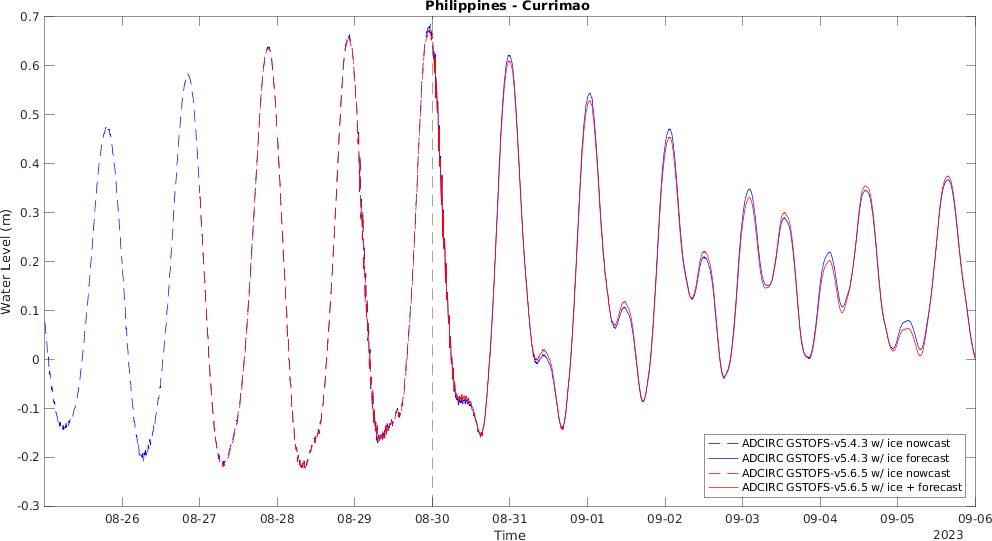 Philippines - Currimao
0.7
0.6
0.5
0.4
0.3
0.2
0.1
0
-0.1
-0.2
-0.3
Water Level (m)
ADCIRC GSTOFS-v5.4.3 w/ ice nowcast
ADCIRC GSTOFS-v5.4.3 w/ ice forecast
ADCIRC GSTOFS-v5.6.5 w/ ice nowcast
ADCIRC GSTOFS-v5.6.5 w/ ice + forecast
08-26 08-27 08-28 08-29 08-30 08-31 09-01 09-02 09-03 09-04 09-05 09-06
Time 2023